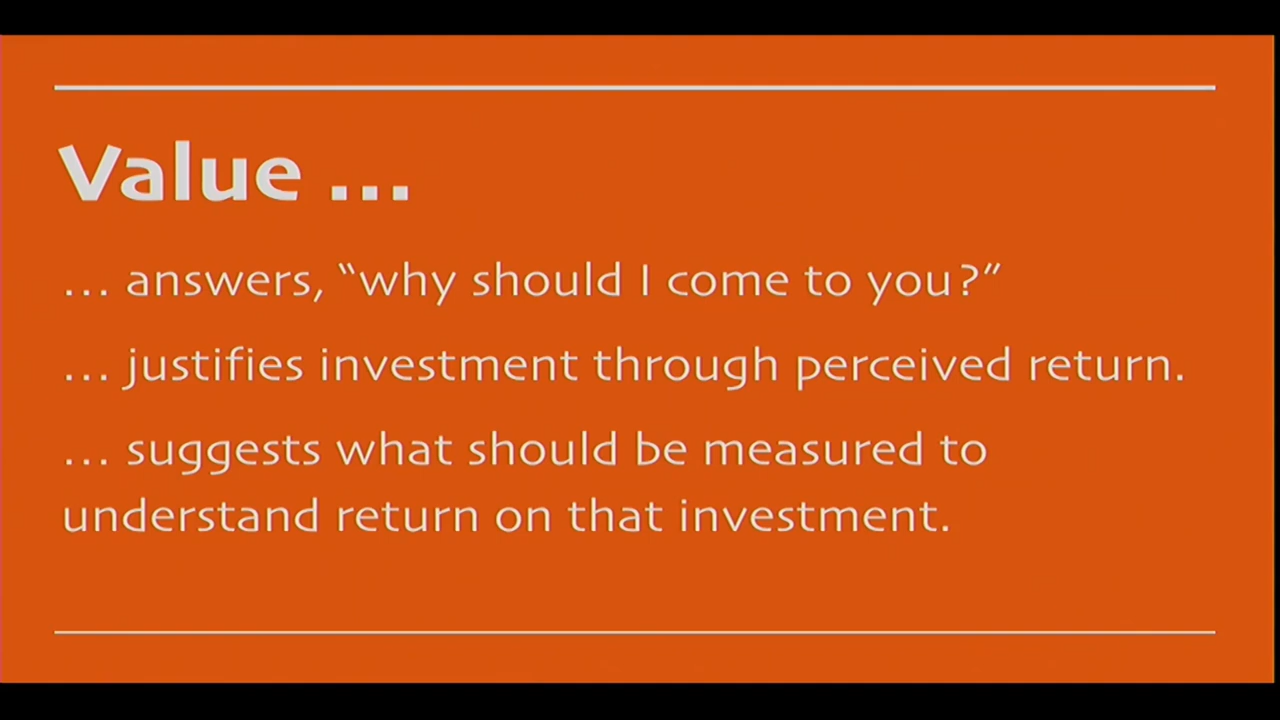 Value …
… answers, “why should I come to you?”
… justifies investment through perceived return.
… suggests what should be measured to
understand return on that investment.